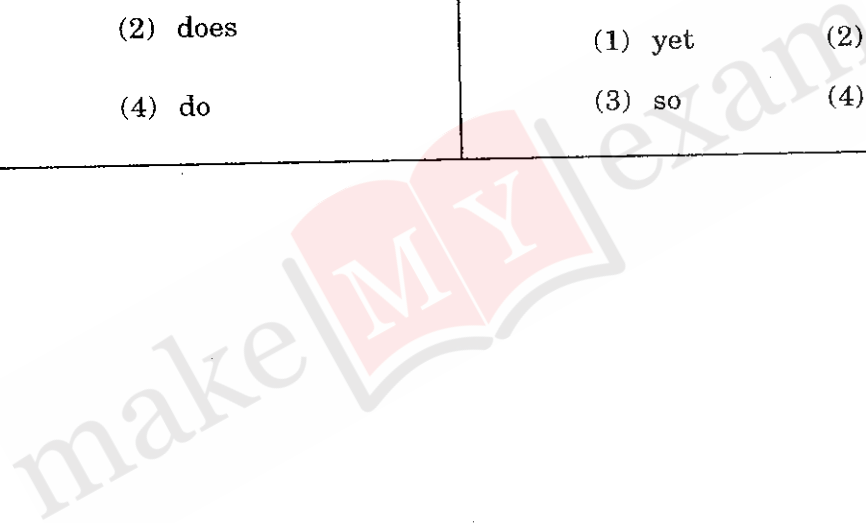 (2) does
(4) do
(1) yet (2)
(3) so (4)
make MY exam